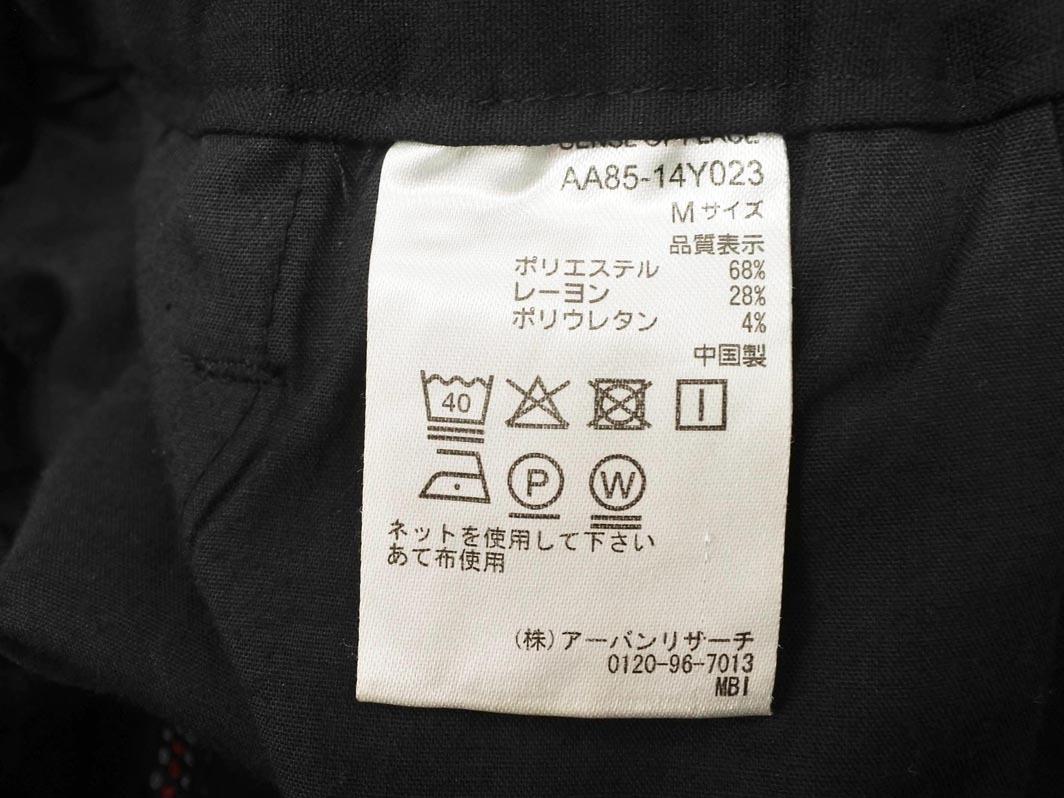 SENSE OF PLACE
AA85-14Y023
Mサイズ
品質表示
ポリエステル 68%
レーヨン 28%
ポリウレタン 4%
中国製
40
P W
ネットを使用して下さい
あて布使用
(株)アーバンリサーチ
0120-96-7013
MBI